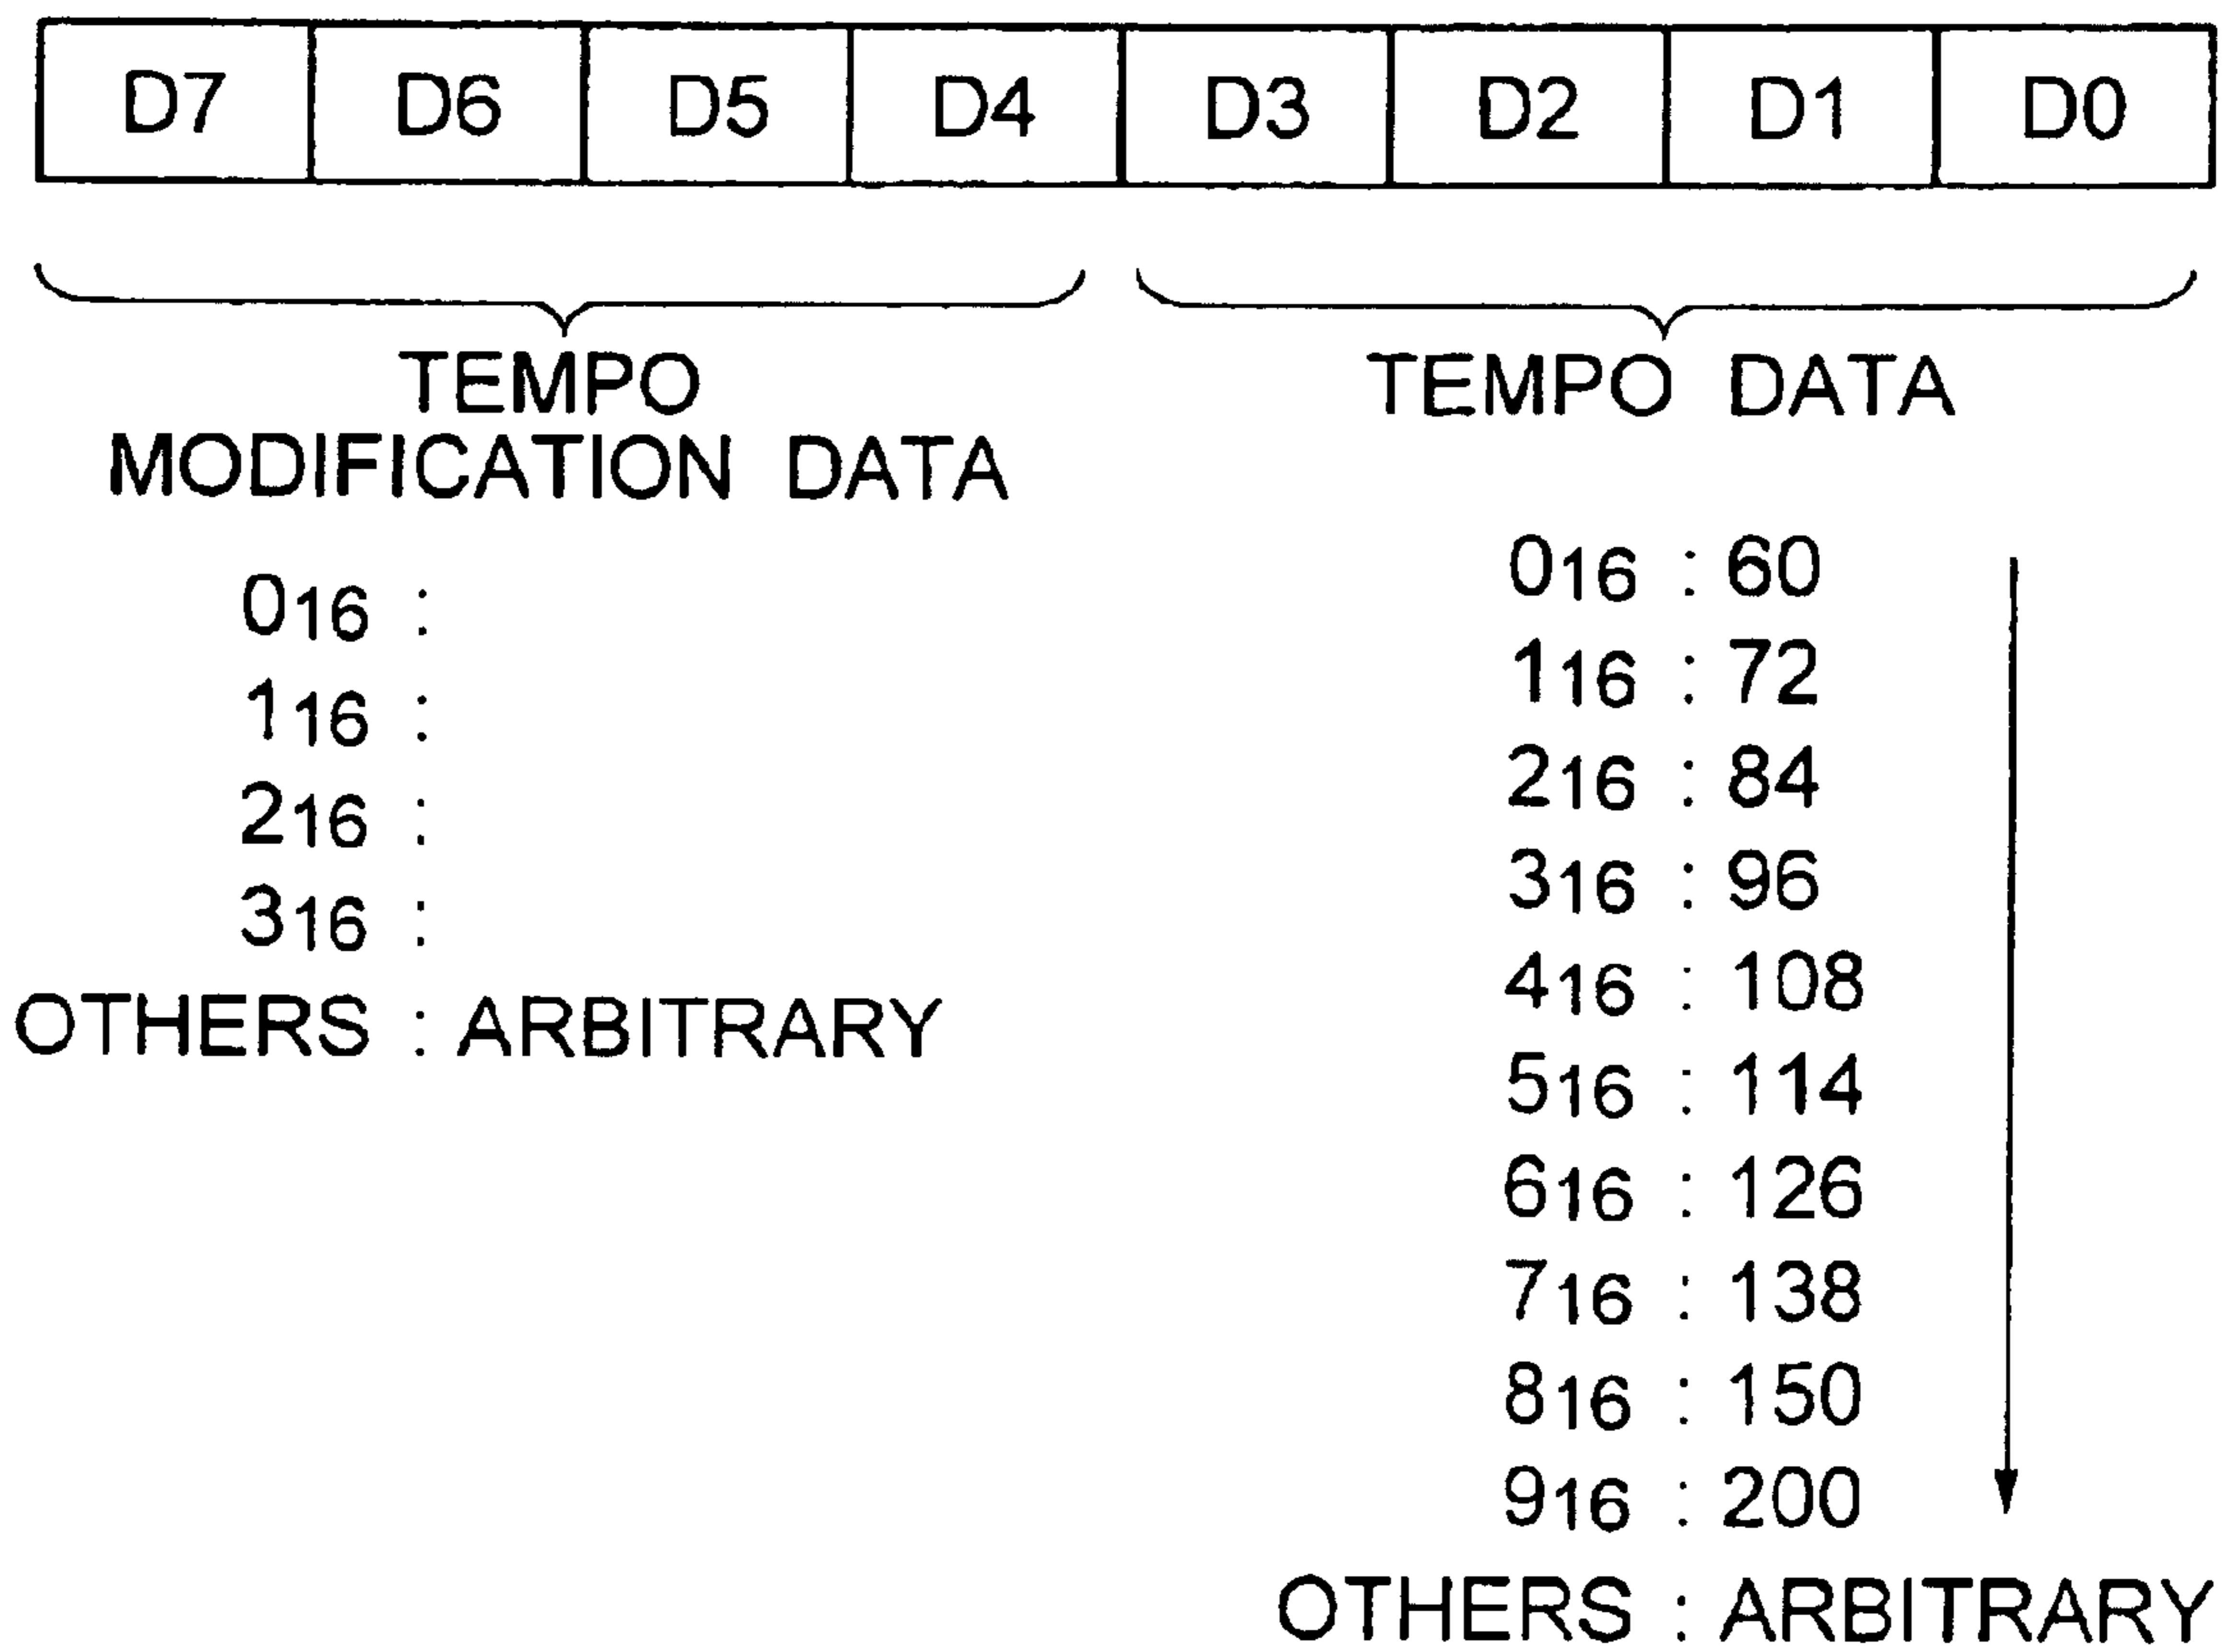 D7 D6 D5 D4 D3 D2 D1 D0
TEMPO
MODIFICATION DATA
016 :
116 :
216 :
316 :
OTHERS : ARBITRARY
TEMPO DATA
016 : 60
116 : 72
216 : 84
316 : 96
416 : 108
516 : 114
616 : 126
716 : 138
816 : 150
916 : 200
OTHERS : ARBITRARY